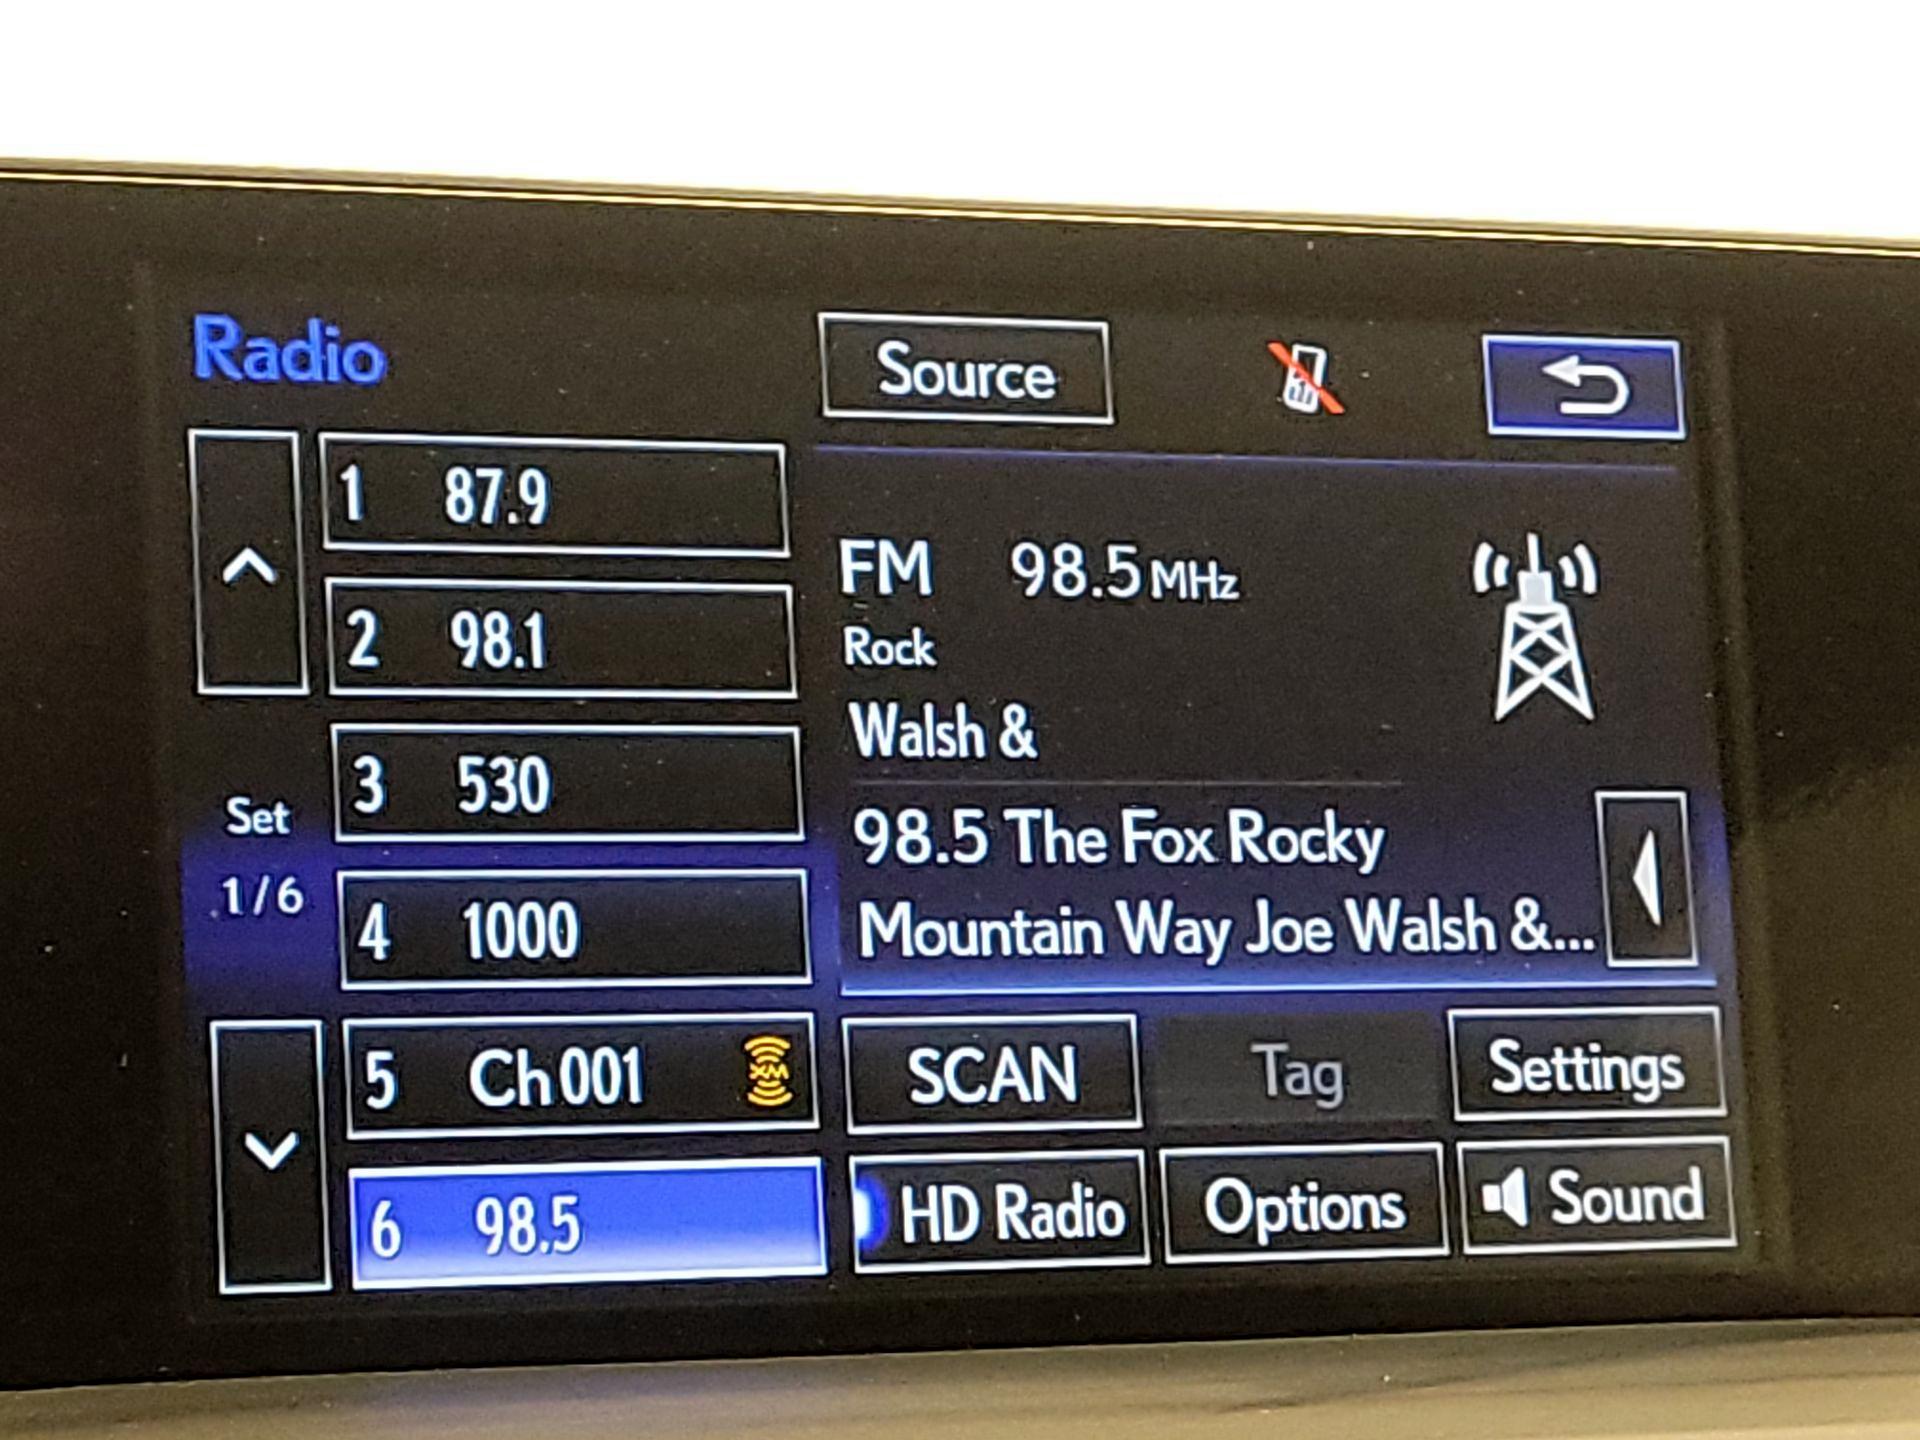 Radio
Source
1 87.9
2 98.1
3 530
4 1000
5 Ch001 XM
6 98.5
Set
1/6
FM 98.5 MHz
Rock
Walsh &
98.5 The Fox Rocky
Mountain Way Joe Walsh &...
SCAN Tag Settings
HD Radio Options Sound